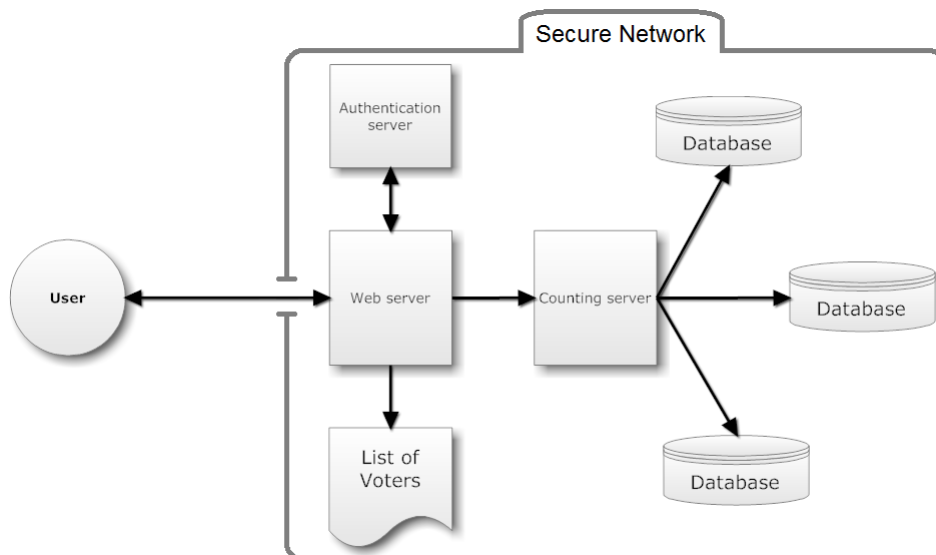 Secure Network
Authentication
server
Database
User
Web server
Counting server
Database
List of
Voters
Database